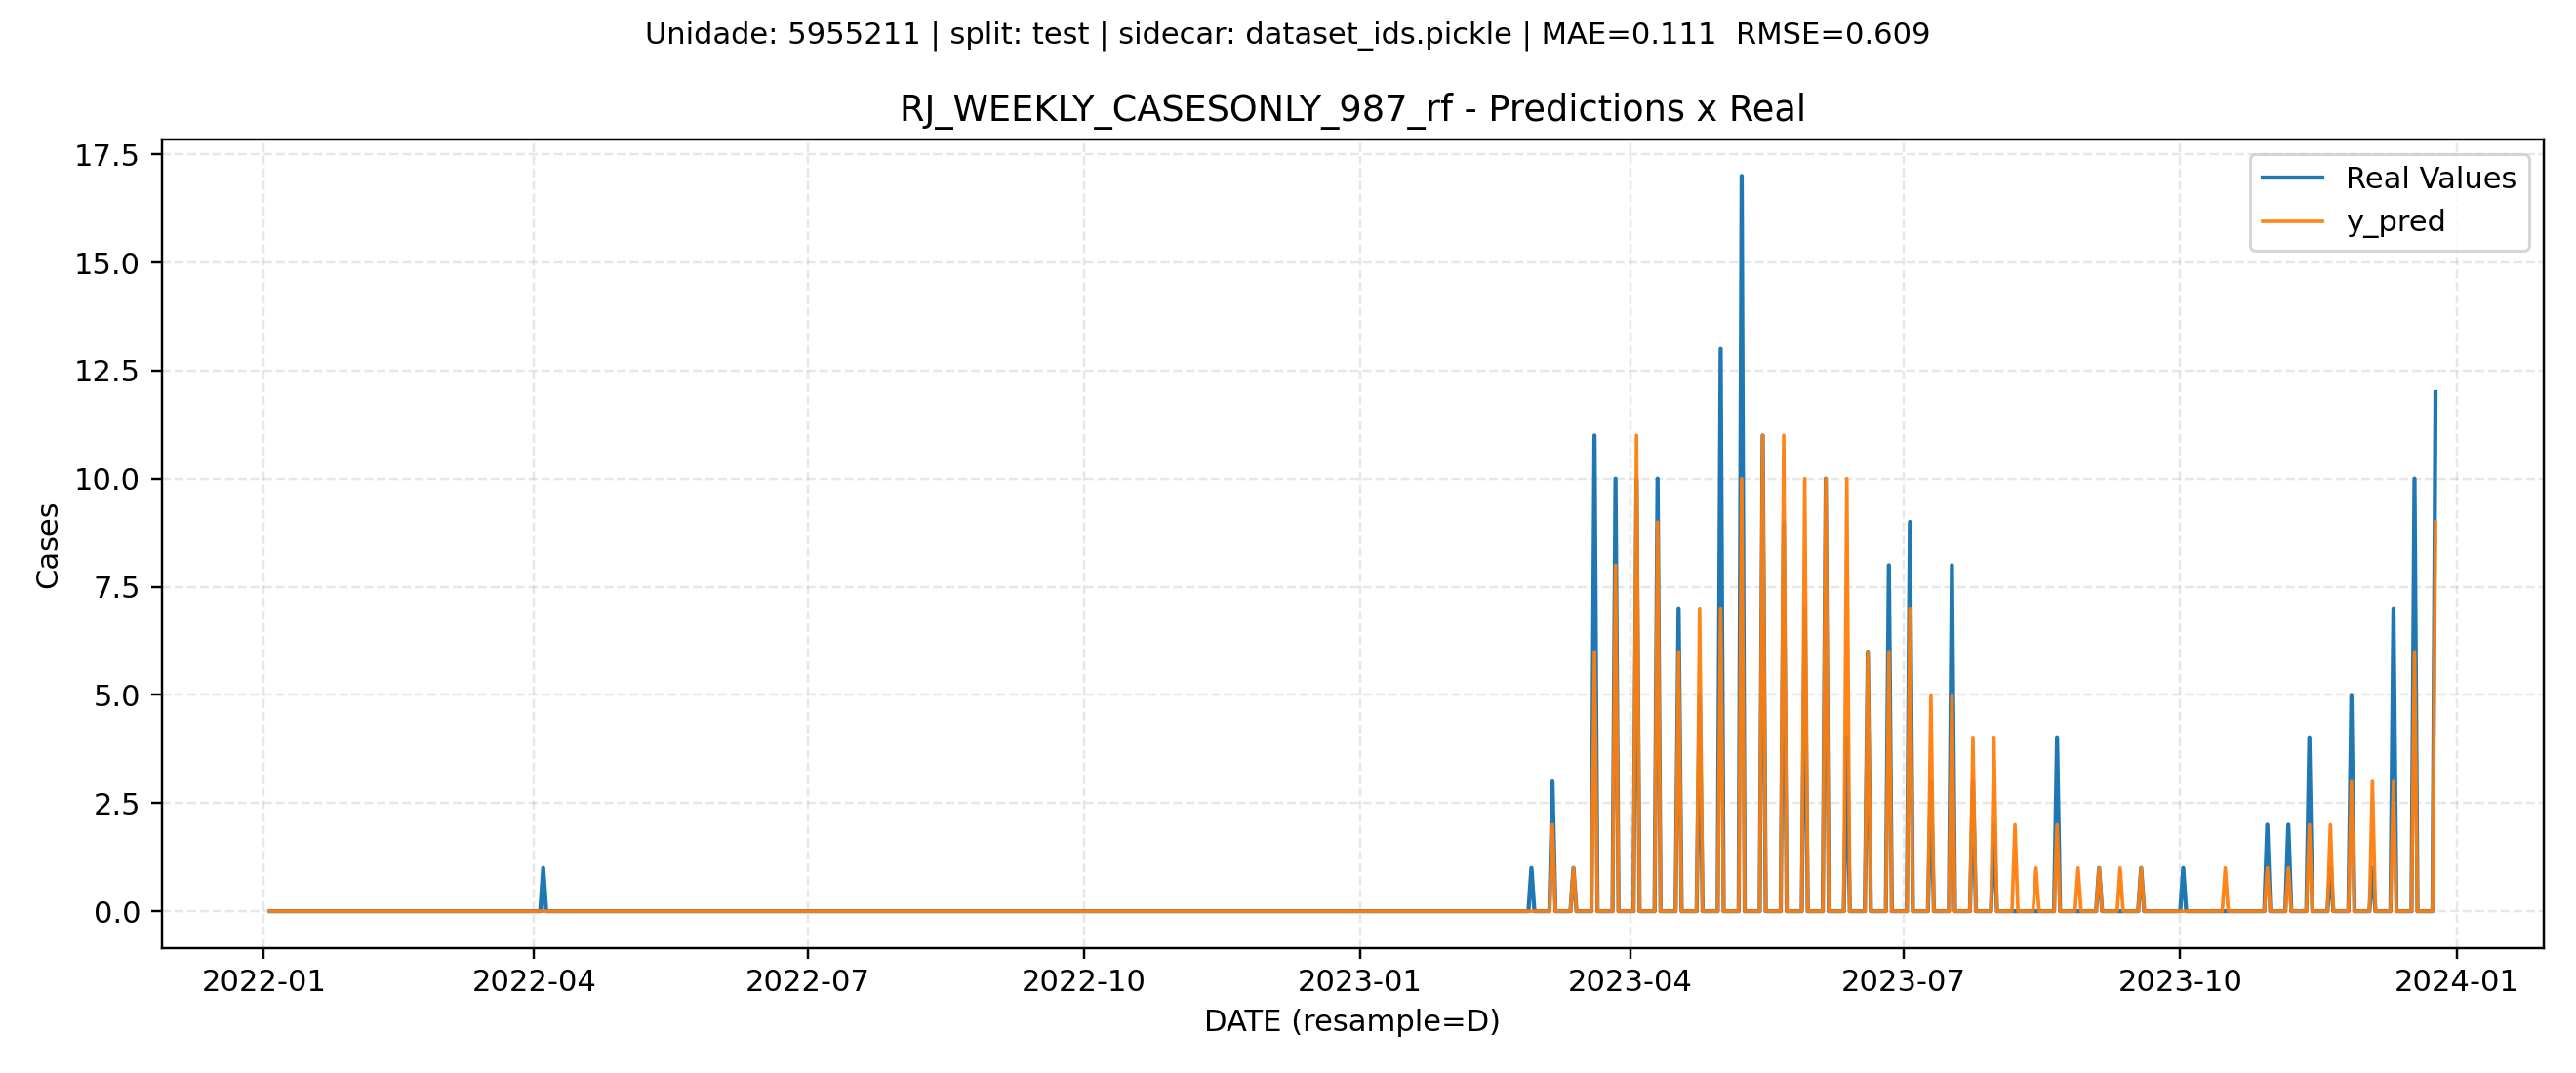 Unidade: 5955211 | split: test | sidecar: dataset_ids.pickle | MAE=0.111  RMSE=0.609
RJ_WEEKLY_CASESONLY_987_rf - Predictions x Real
Real Values
y_pred
17.5
15.0
12.5
10.0
7.5
5.0
2.5
0.0
Cases
2022-01 2022-04 2022-07 2022-10 2023-01 2023-04 2023-07 2023-10 2024-01
DATE (resample=D)